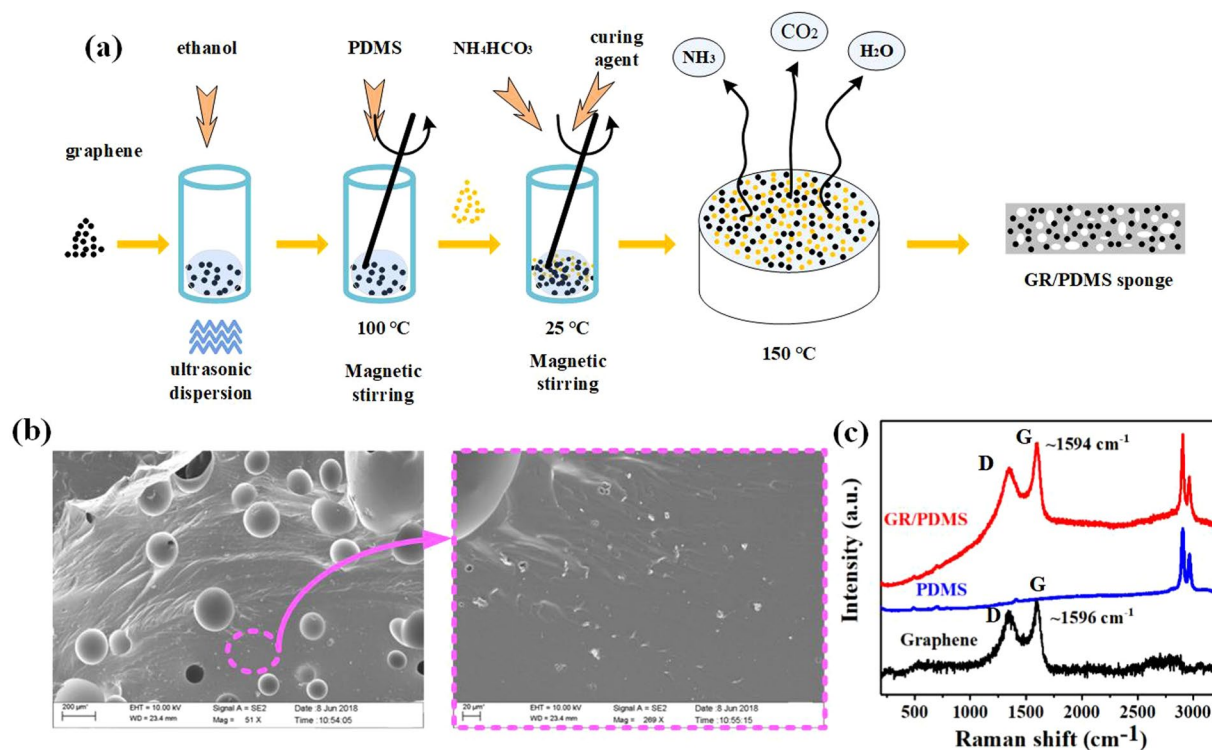 (a)
ethanol
PDMS
NH₄HCO₃
curing
agent
NH₃
CO₂
H₂O
graphene
GR/PDMS sponge
100 °C
25 °C
150 °C
ultrasonic
dispersion
Magnetic
stirring
Magnetic
stirring
(b)
200 µm*
EHT = 10.00 kV
WD = 23.4 mm
Signal A = SE2
Mag = 51 X
Date :8 Jun 2018
Time :10:54:05
20 µm*
EHT = 10.00 kV
WD = 23.4 mm
Signal A = SE2
Mag = 269 X
Date :8 Jun 2018
Time :10:55:15
(c)
Intensity (a.u.)
D
G
~1594 cm⁻¹
GR/PDMS
PDMS
D
G
~1596 cm⁻¹
Graphene
500 1000 1500 2000 2500 3000
Raman shift (cm⁻¹)